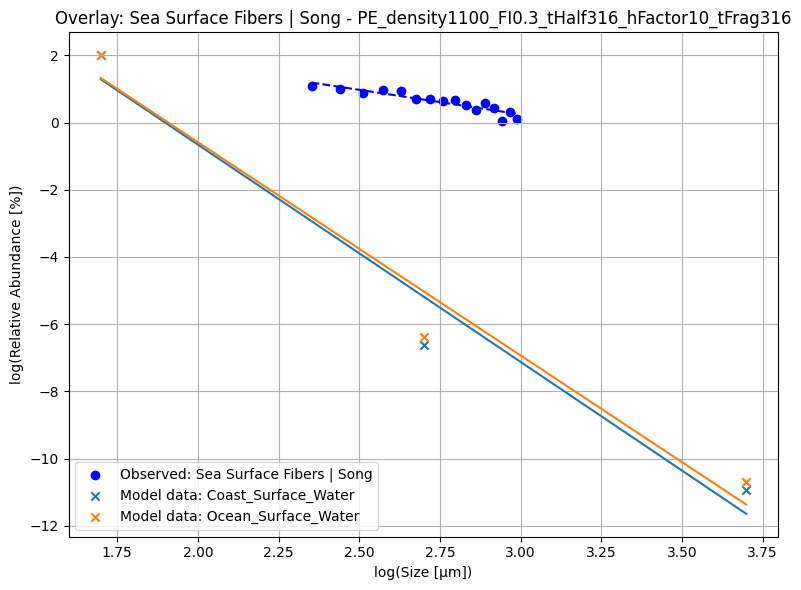 Overlay: Sea Surface Fibers | Song - PE_density1100_FI0.3_tHalf316_hFactor10_tFrag316
log(Relative Abundance [%])
2
0
−2
−4
−6
−8
−10
−12
Observed: Sea Surface Fibers | Song
Model data: Coast_Surface_Water
Model data: Ocean_Surface_Water
1.75
2.00
2.25
2.50
2.75
3.00
3.25
3.50
3.75
log(Size [µm])